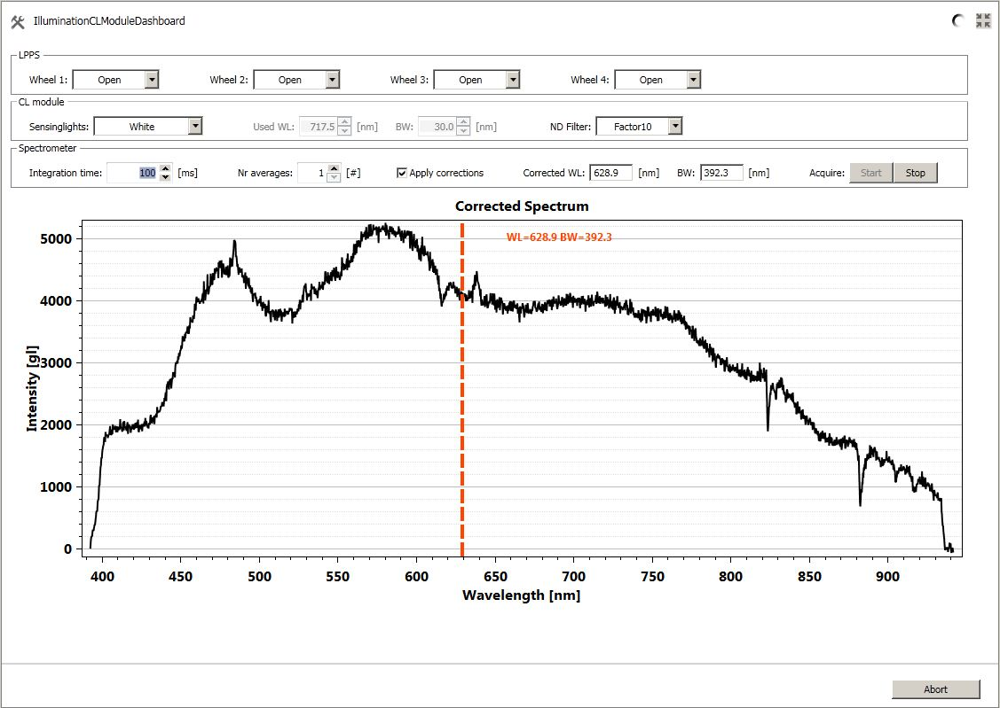 IlluminationCLModuleDashboard
LPPS
Wheel 1: Open Wheel 2: Open Wheel 3: Open Wheel 4: Open
CL module
Sensinglights: White Used WL: 717.5 [nm] BW: 30.0 [nm] ND Filter: Factor10
Spectrometer
Integration time: 100 [ms] Nr averages: 1 [#] Apply corrections Corrected WL: 628.9 [nm] BW: 392.3 [nm] Acquire: Start Stop
Corrected Spectrum
WL=628.9 BW=392.3
5000
4000
3000
2000
1000
0
Intensity [gl]
400 450 500 550 600 650 700 750 800 850 900
Wavelength [nm]
Abort